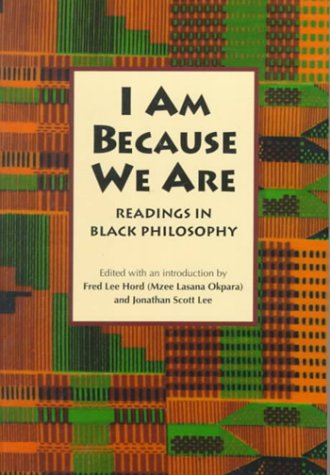 I AM
BECAUSE
WE ARE
READINGS IN
BLACK PHILOSOPHY
Edited with an introduction by
Fred Lee Hord (Mzee Lasana Okpara)
and Jonathan Scott Lee